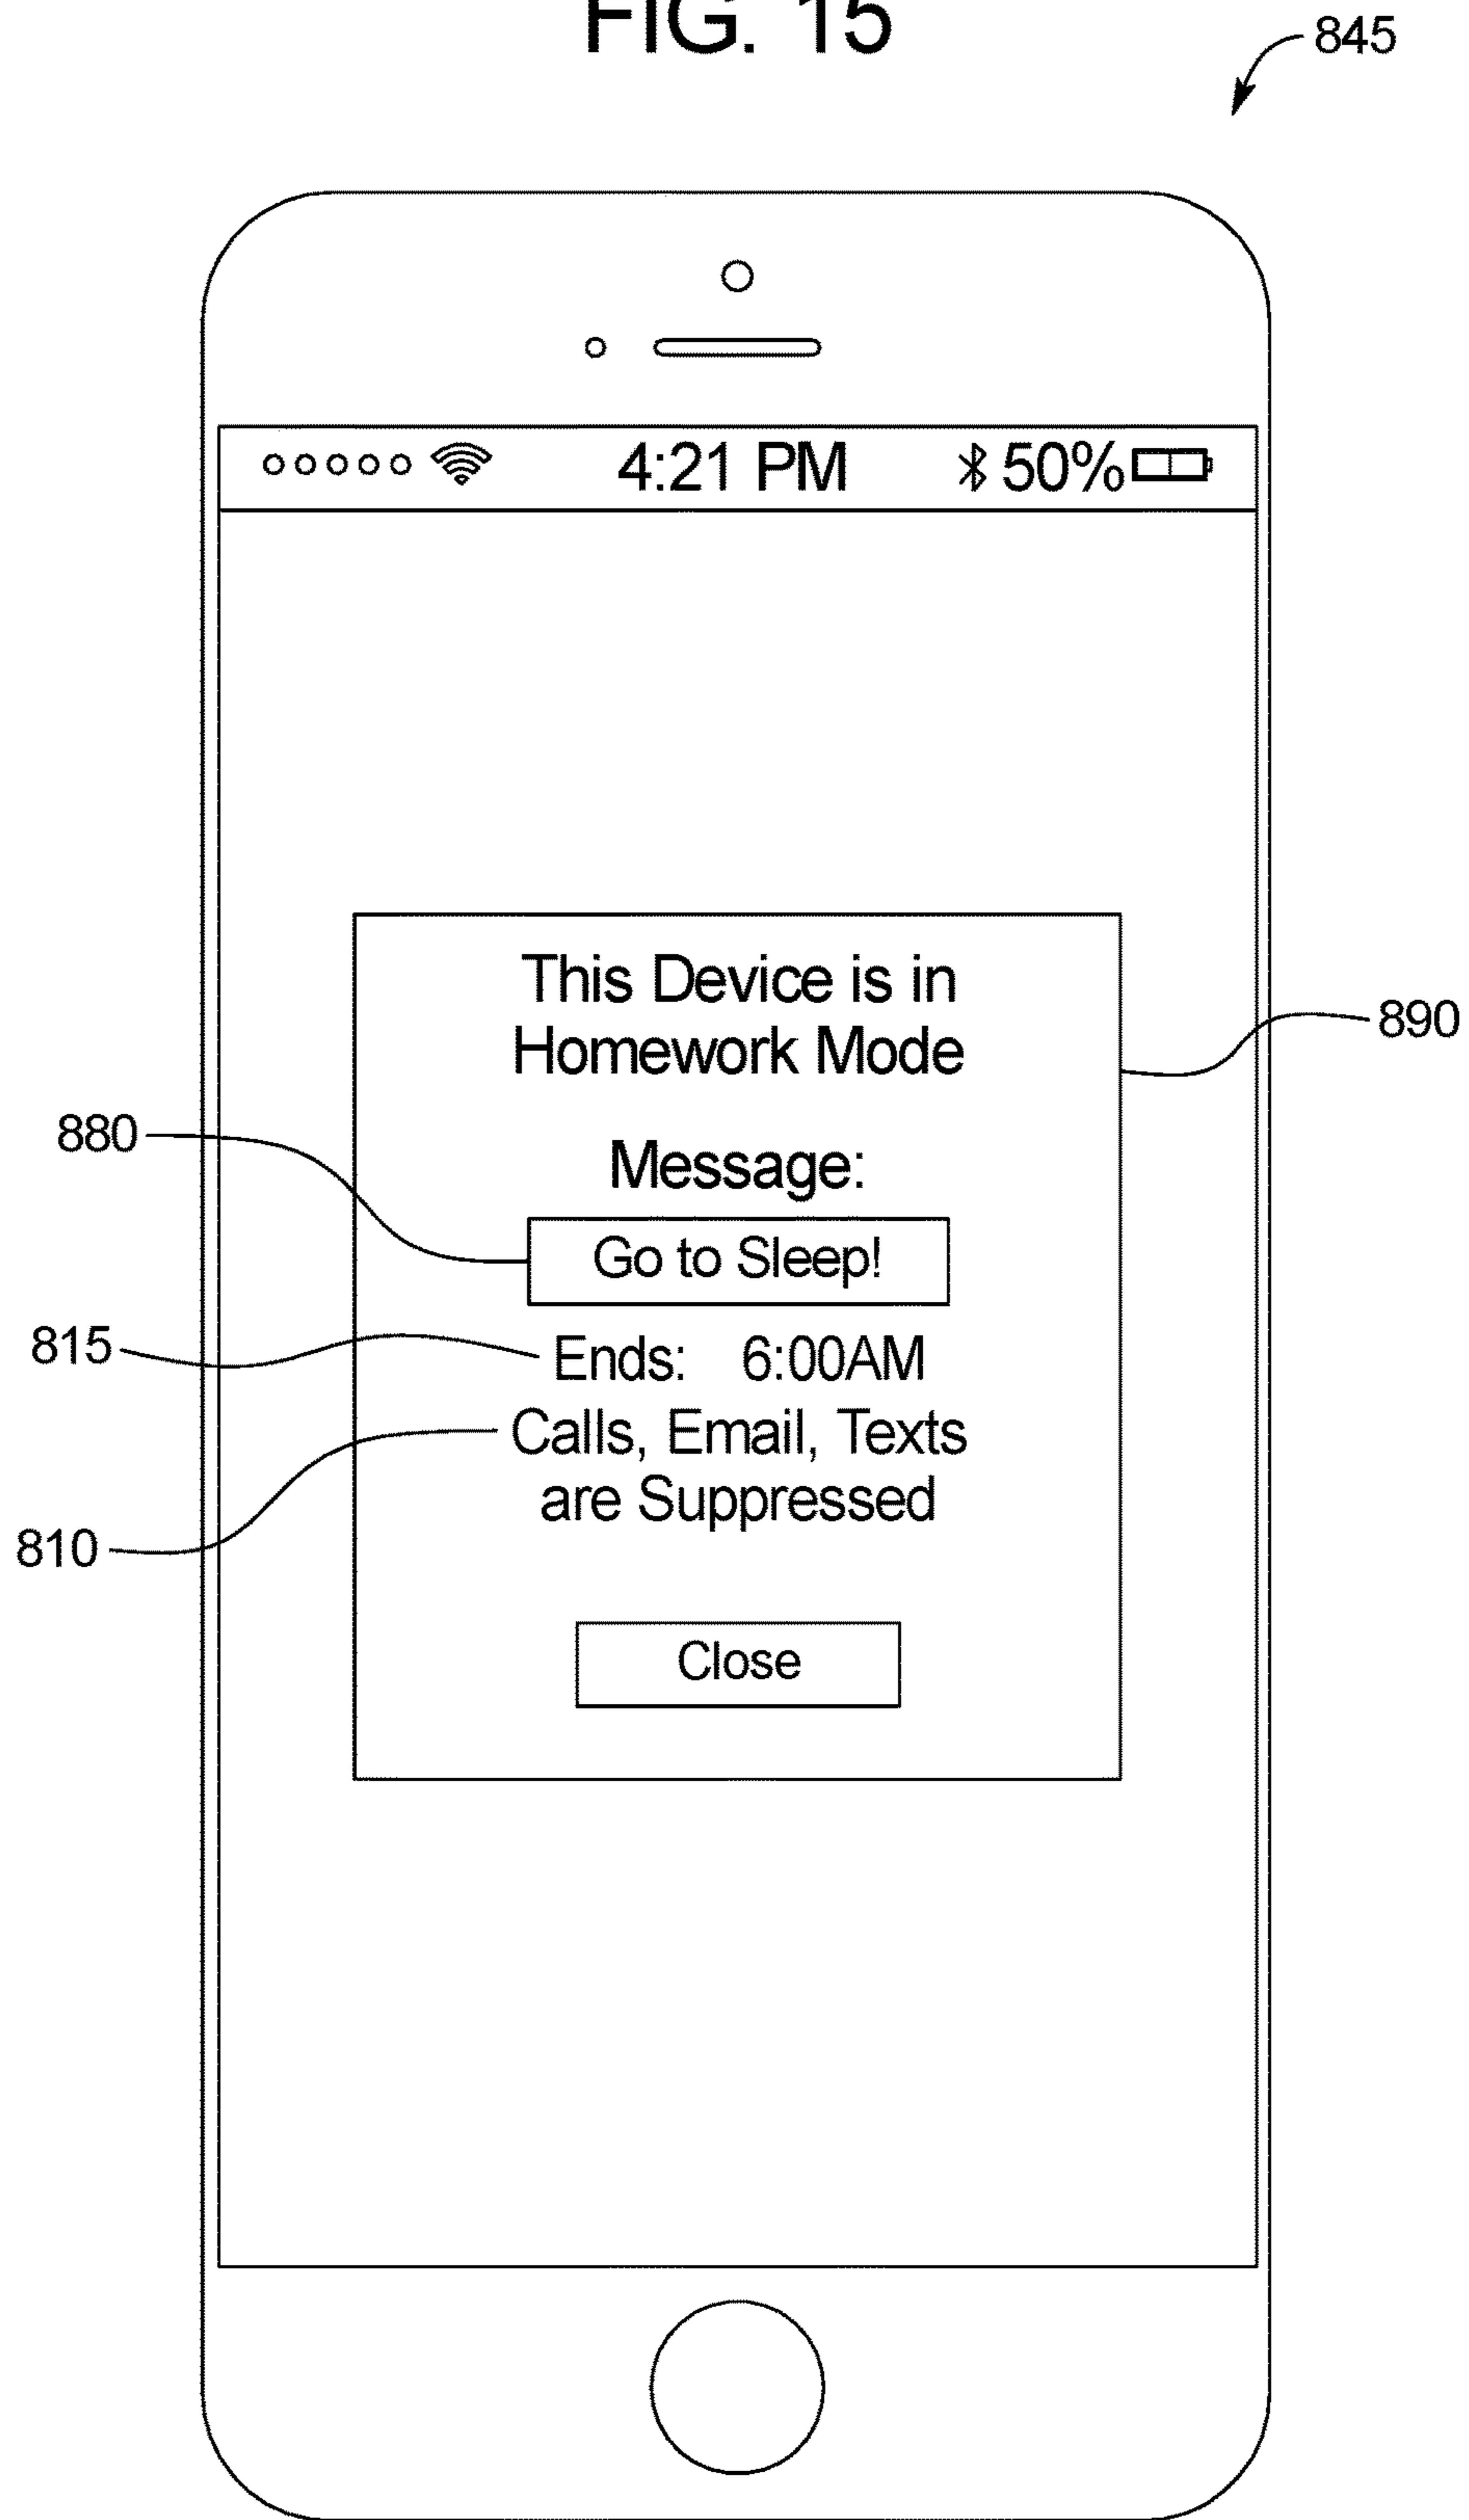 FIG. 15
845
4:21 PM 50%
This Device is in
Homework Mode
890
880
Message:
Go to Sleep!
815
Ends: 6:00AM
Calls, Email, Texts
are Suppressed
810
Close